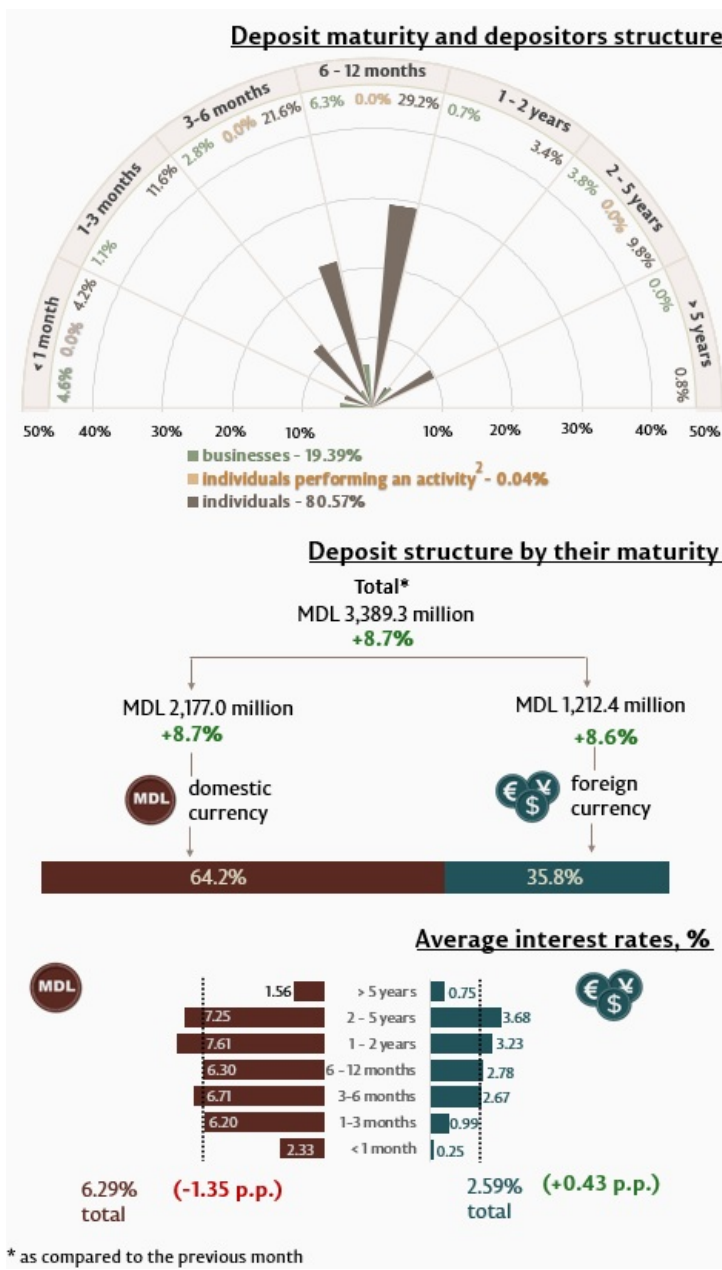 Deposit maturity and depositors structure
< 1 month
1-3 months
3-6 months
6 - 12 months
1 - 2 years
2 - 5 years
> 5 years
4.6% 0.0% 4.2%
1.1% 11.6%
2.8% 0.0% 21.6%
6.3% 0.0% 29.2%
0.7% 3.4%
3.8% 0.0% 9.8%
0.0% 0.8%
50% 40% 30% 20% 10% 10% 20% 30% 40% 50%
businesses - 19.39%
individuals performing an activity2 - 0.04%
individuals - 80.57%
Deposit structure by their maturity
Total*
MDL 3,389.3 million
+8.7%
MDL 2,177.0 million
+8.7%
MDL 1,212.4 million
+8.6%
MDL
domestic
currency
€ ¥ $
foreign
currency
64.2% 35.8%
Average interest rates, %
MDL
€ ¥ $
1.56 > 5 years 0.75
7.25 2 - 5 years 3.68
7.61 1 - 2 years 3.23
6.30 6 - 12 months 2.78
6.71 3-6 months 2.67
6.20 1-3 months 0.99
2.33 < 1 month 0.25
6.29% (-1.35 p.p.)
total
2.59% (+0.43 p.p.)
total
* as compared to the previous month